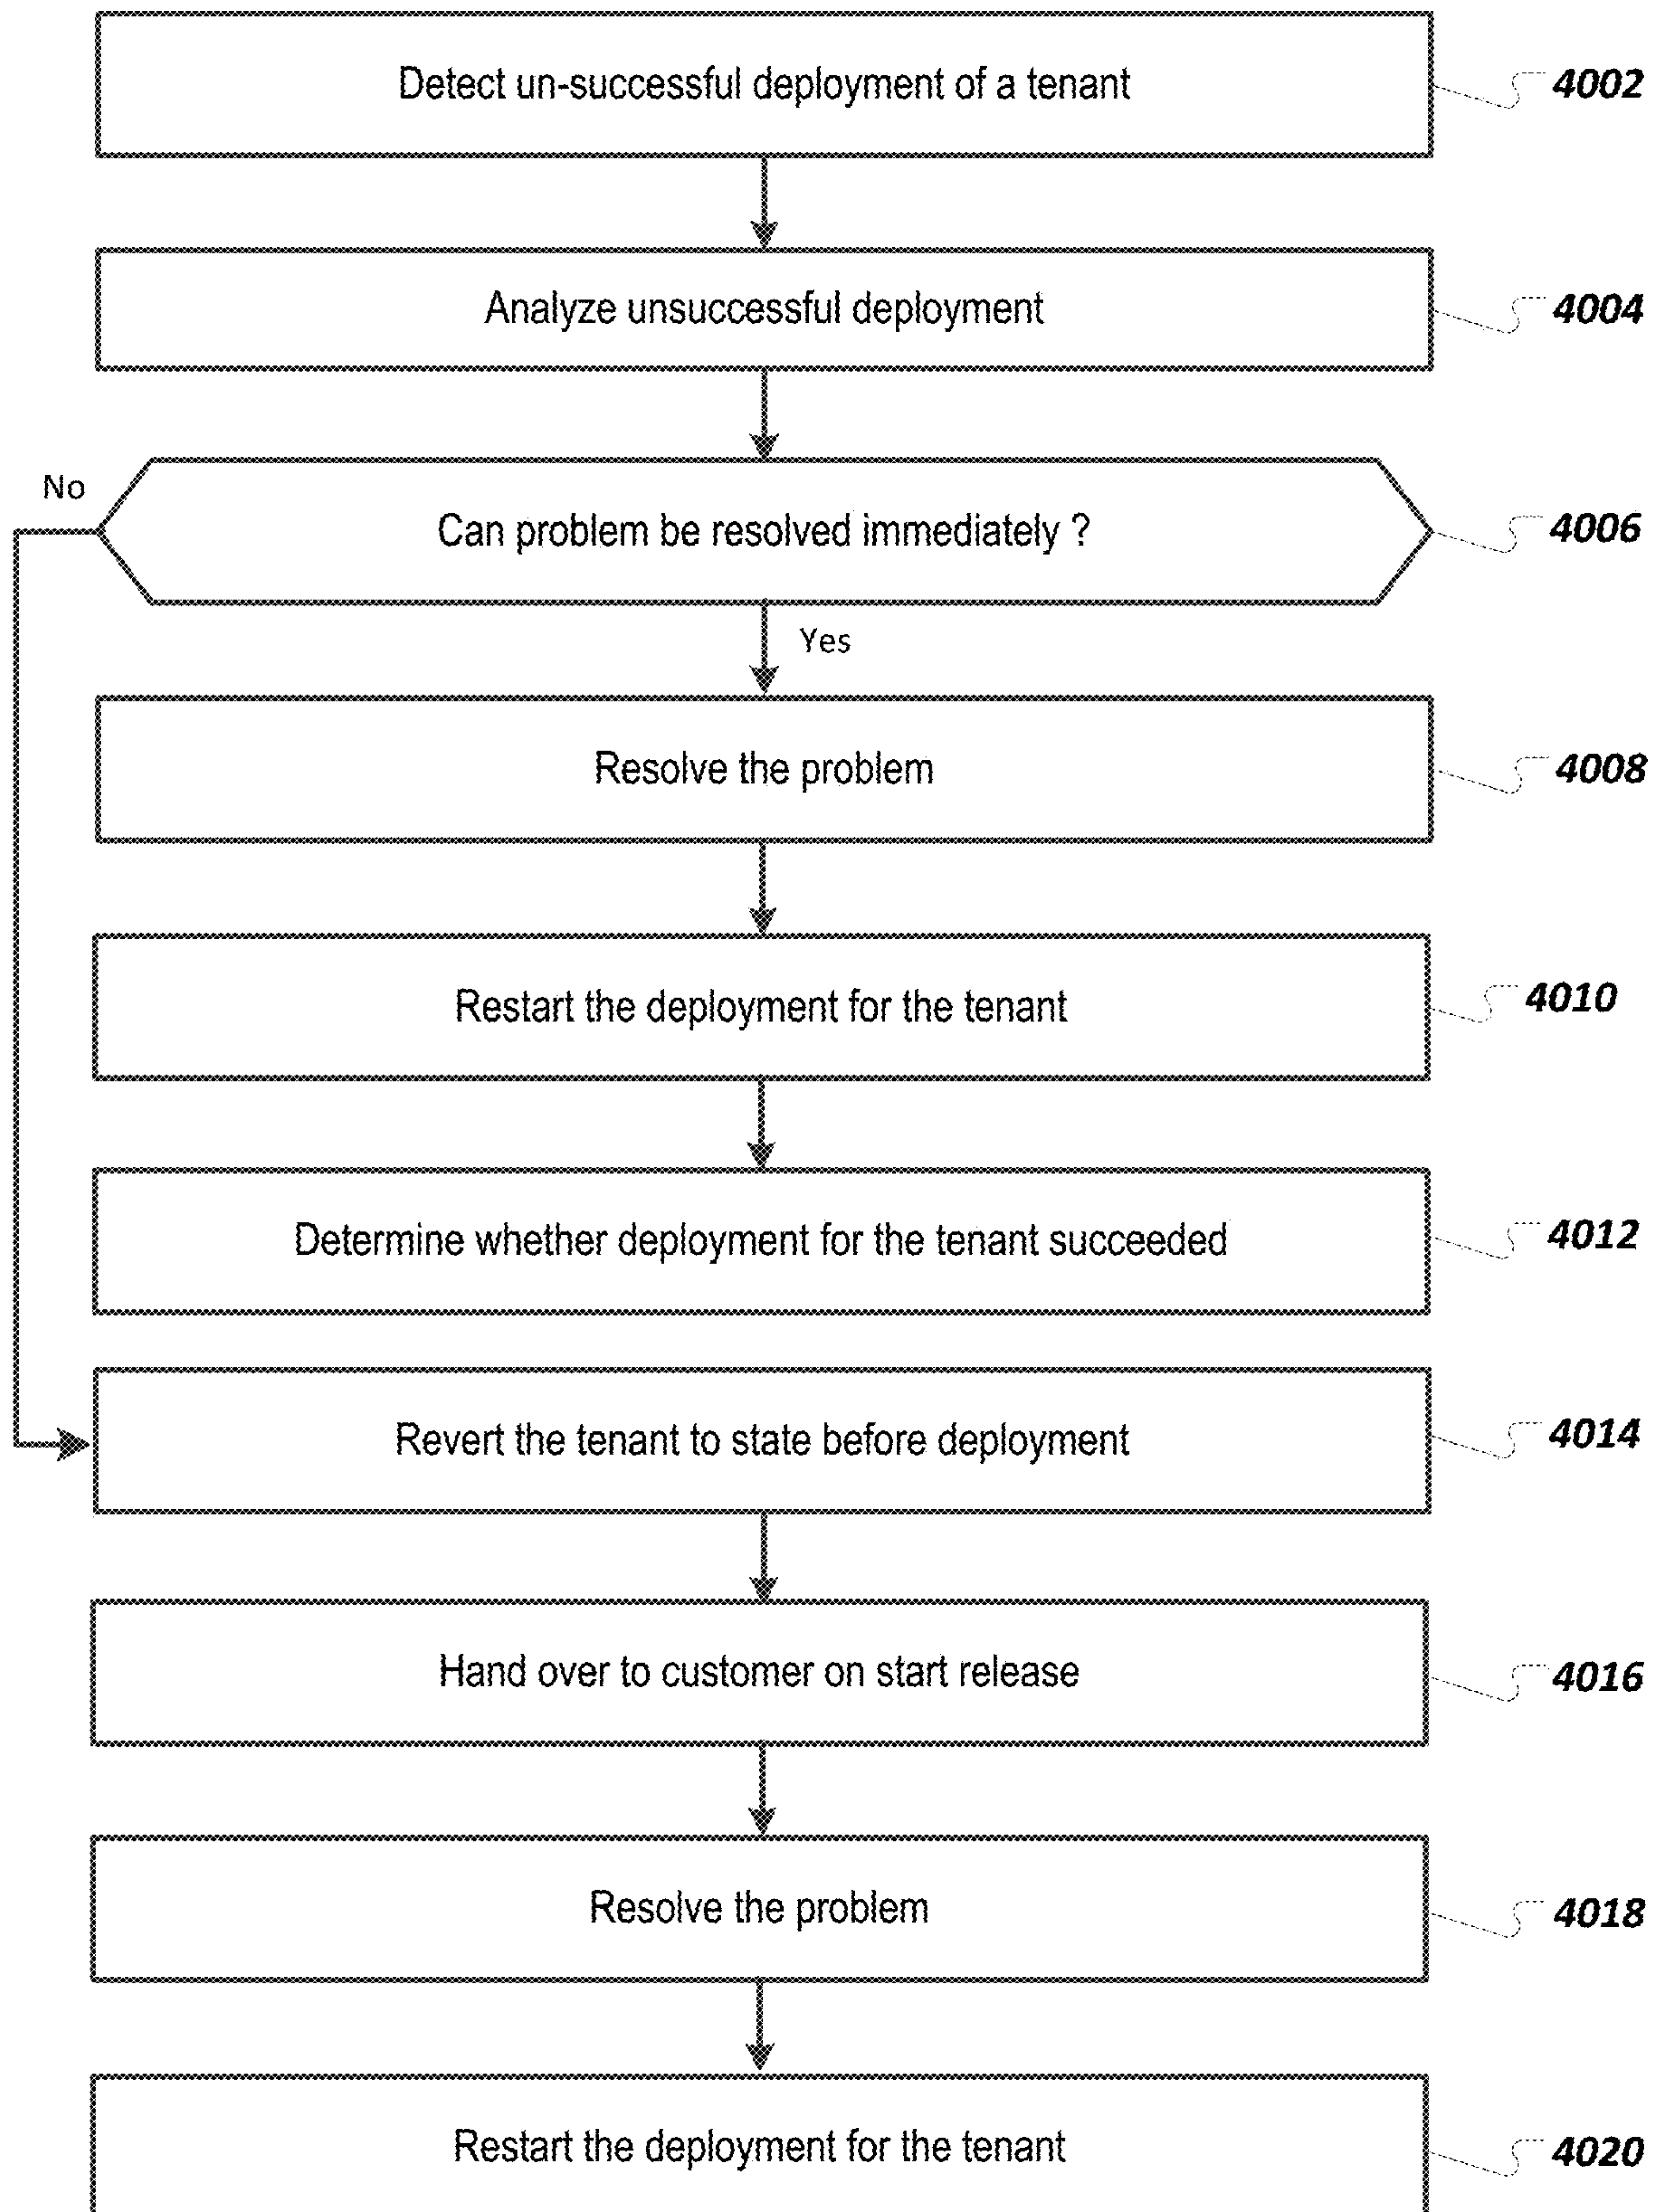 Detect un-successful deployment of a tenant
4002
Analyze unsuccessful deployment
4004
No
Can problem be resolved immediately ?
4006
Yes
Resolve the problem
4008
Restart the deployment for the tenant
4010
Determine whether deployment for the tenant succeeded
4012
Revert the tenant to state before deployment
4014
Hand over to customer on start release
4016
Resolve the problem
4018
Restart the deployment for the tenant
4020